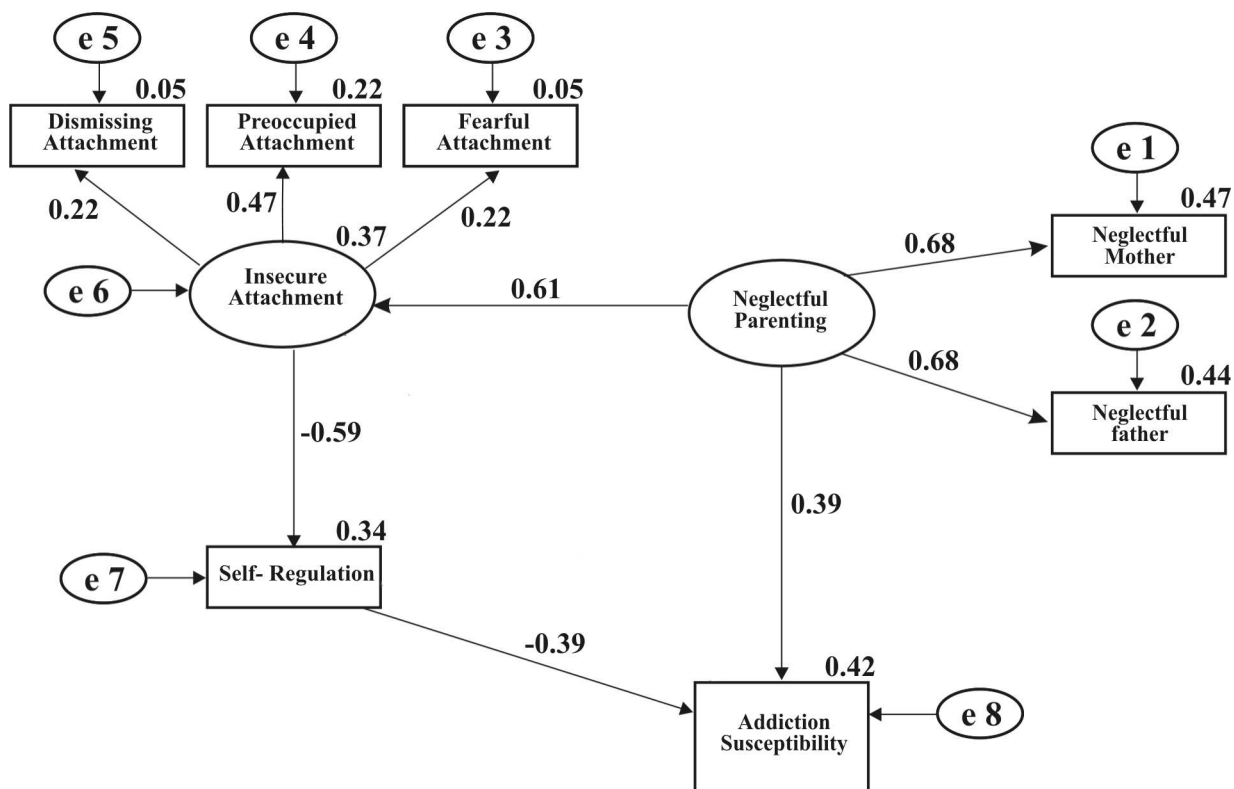 e 5
e 4
e 3
0.05
0.22
0.05
Dismissing
Attachment
Preoccupied
Attachment
Fearful
Attachment
e 1
0.47
0.22
0.47
0.37
0.22
0.68
Neglectful
Mother
e 6
Insecure
Attachment
0.61
Neglectful
Parenting
e 2
0.68
0.44
Neglectful
father
-0.59
0.39
0.34
e 7
Self- Regulation
-0.39
0.42
Addiction
Susceptibility
e 8